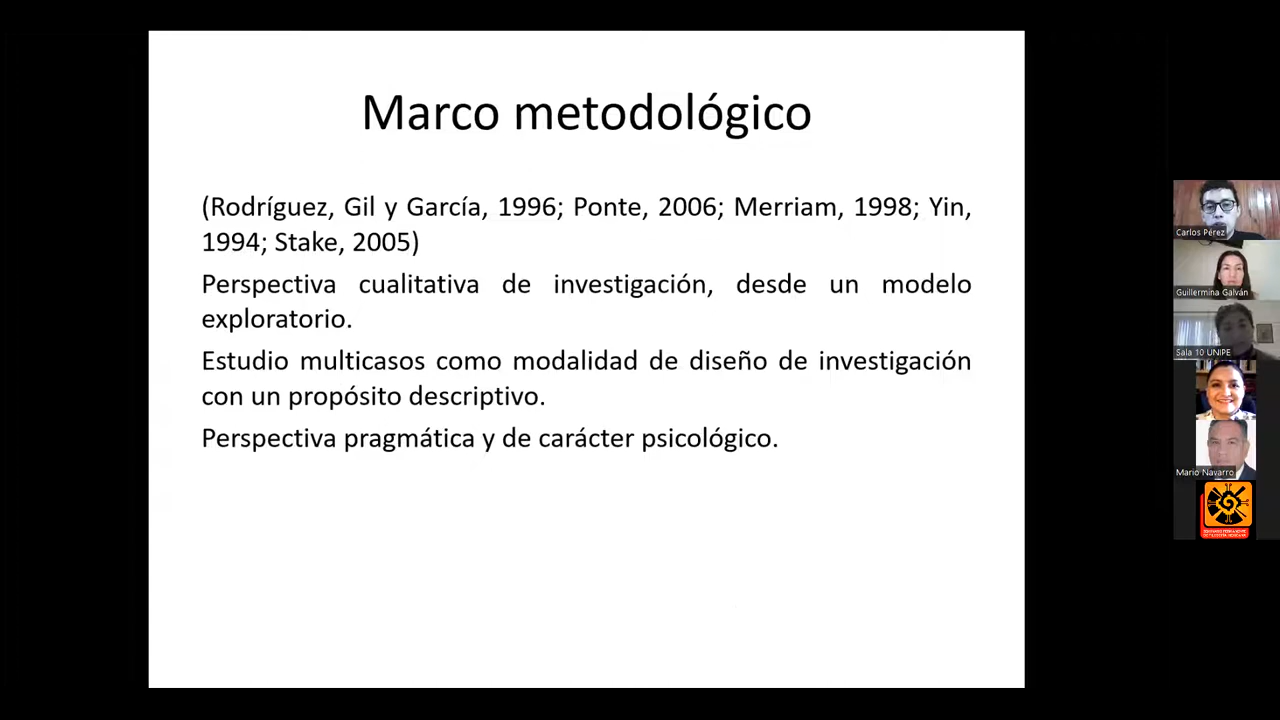 Marco metodológico
(Rodríguez, Gil y García, 1996; Ponte, 2006; Merriam, 1998; Yin,
1994; Stake, 2005)
Perspectiva cualitativa de investigación, desde un modelo
exploratorio.
Estudio multicasos como modalidad de diseño de investigación
con un propósito descriptivo.
Perspectiva pragmática y de carácter psicológico.
Carlos Pérez
Guillermina Galván
Sala 10 UNIPE
Mario Navarro